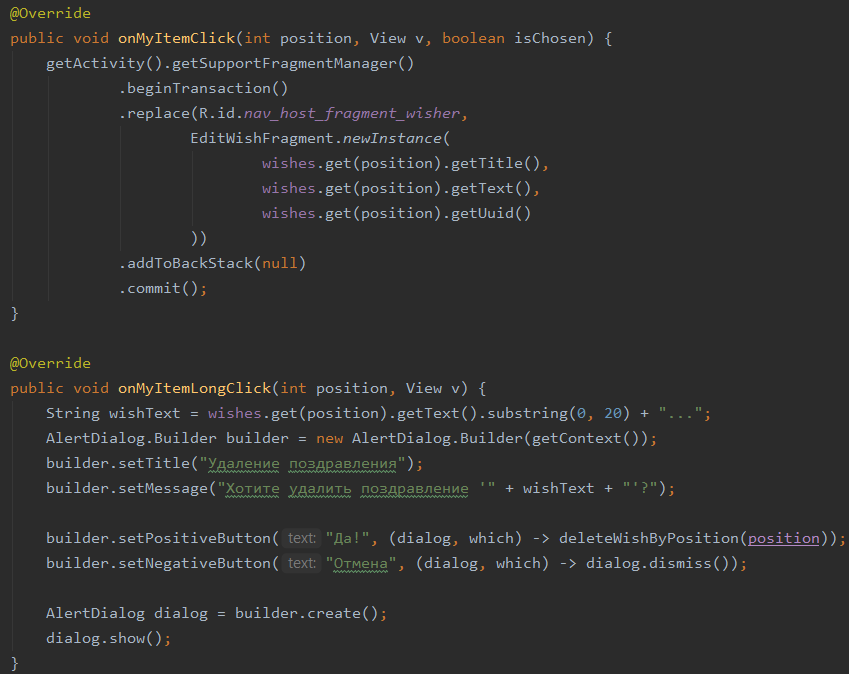 @Override
public void onMyItemClick(int position, View v, boolean isChosen) {
    getActivity().getSupportFragmentManager()
            .beginTransaction()
            .replace(R.id.nav_host_fragment_wisher,
                    EditWishFragment.newInstance(
                            wishes.get(position).getTitle(),
                            wishes.get(position).getText(),
                            wishes.get(position).getUuid()
                    ))
            .addToBackStack(null)
            .commit();
}

@Override
public void onMyItemLongClick(int position, View v) {
    String wishText = wishes.get(position).getText().substring(0, 20) + "...";
    AlertDialog.Builder builder = new AlertDialog.Builder(getContext());
    builder.setTitle("Удаление поздравления");
    builder.setMessage("Хотите удалить поздравление '" + wishText + "'?");

    builder.setPositiveButton( text: "Да!", (dialog, which) -> deleteWishByPosition(position));
    builder.setNegativeButton( text: "Отмена", (dialog, which) -> dialog.dismiss());

    AlertDialog dialog = builder.create();
    dialog.show();
}